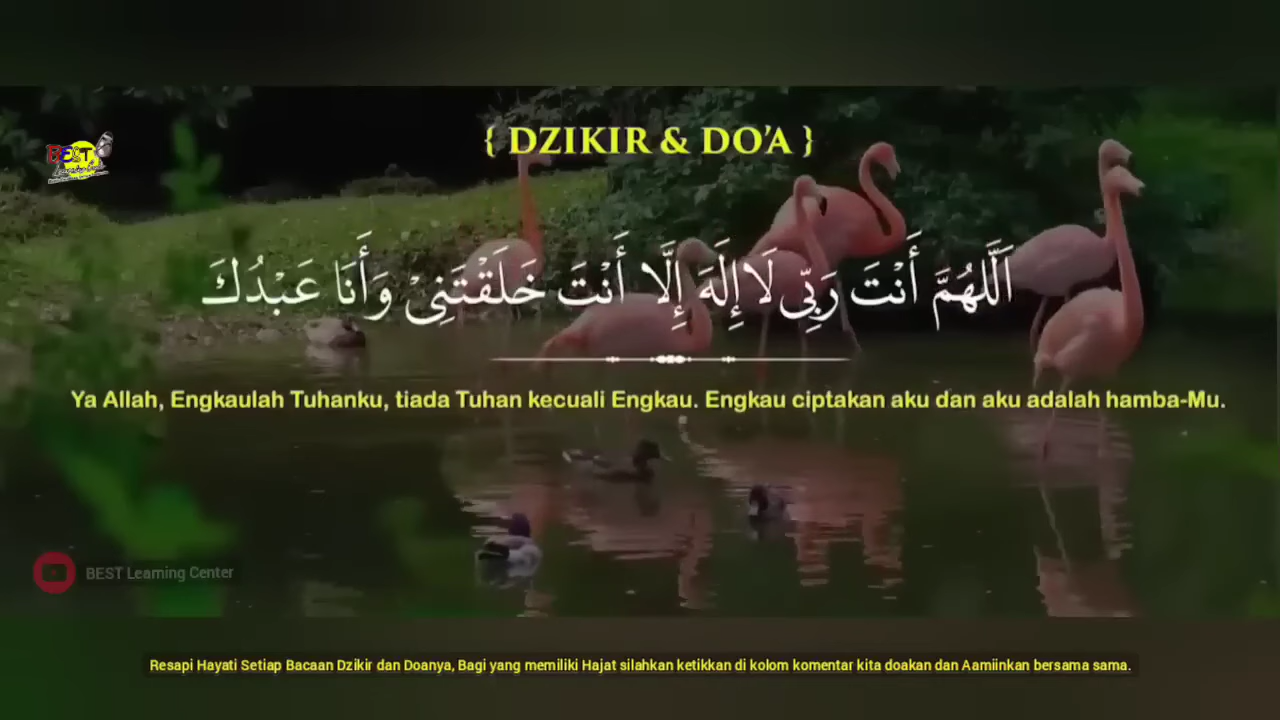 { DZIKIR & DO'A }
BEST
اَللَّهُمَّ أَنْتَ رَبِّى لَا إِلَهَ إِلَّا أَنْتَ خَلَقْتَنِىْ وَأَنَا عَبْدُكَ
Ya Allah, Engkaulah Tuhanku, tiada Tuhan kecuali Engkau. Engkau ciptakan aku dan aku adalah hamba-Mu.
BEST Learning Center
Resapi Hayati Setiap Bacaan Dzikir dan Doanya, Bagi yang memiliki Hajat silahkan ketikkan di kolom komentar kita doakan dan Aamiinkan bersama sama.